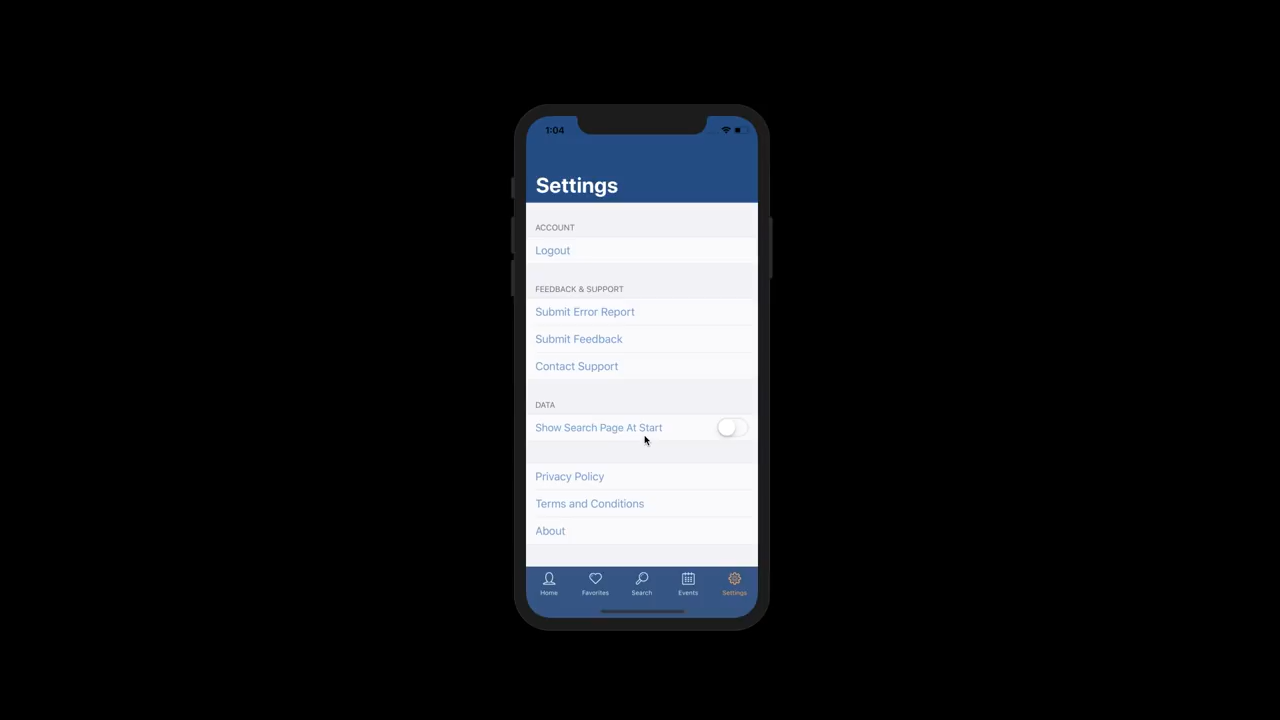 1:04
Settings
ACCOUNT
Logout
FEEDBACK & SUPPORT
Submit Error Report
Submit Feedback
Contact Support
DATA
Show Search Page At Start
Privacy Policy
Terms and Conditions
About
Home Favorites Search Events Settings